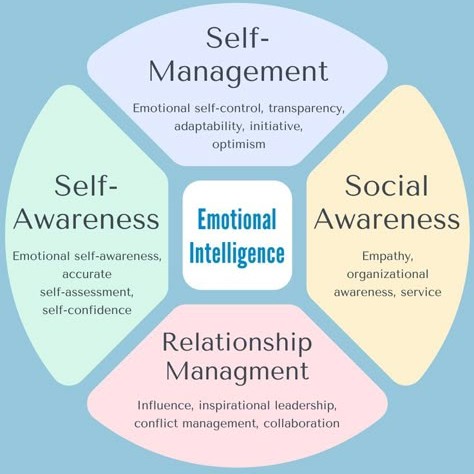 Self-
Management
Emotional self-control, transparency,
adaptability, initiative,
optimism
Self-
Awareness
Emotional self-awareness,
accurate
self-assessment,
self-confidence
Emotional
Intelligence
Social
Awareness
Empathy,
organizational
awareness, service
Relationship
Managment
Influence, inspirational leadership,
conflict management, collaboration